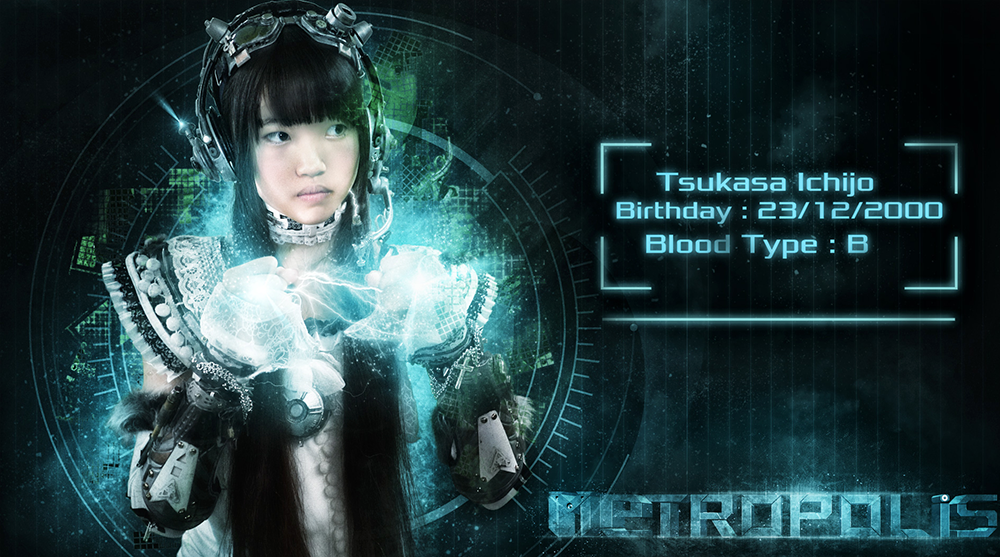 Tsukasa Ichijo
Birthday : 23/12/2000
Blood Type : B
METROPOLIS